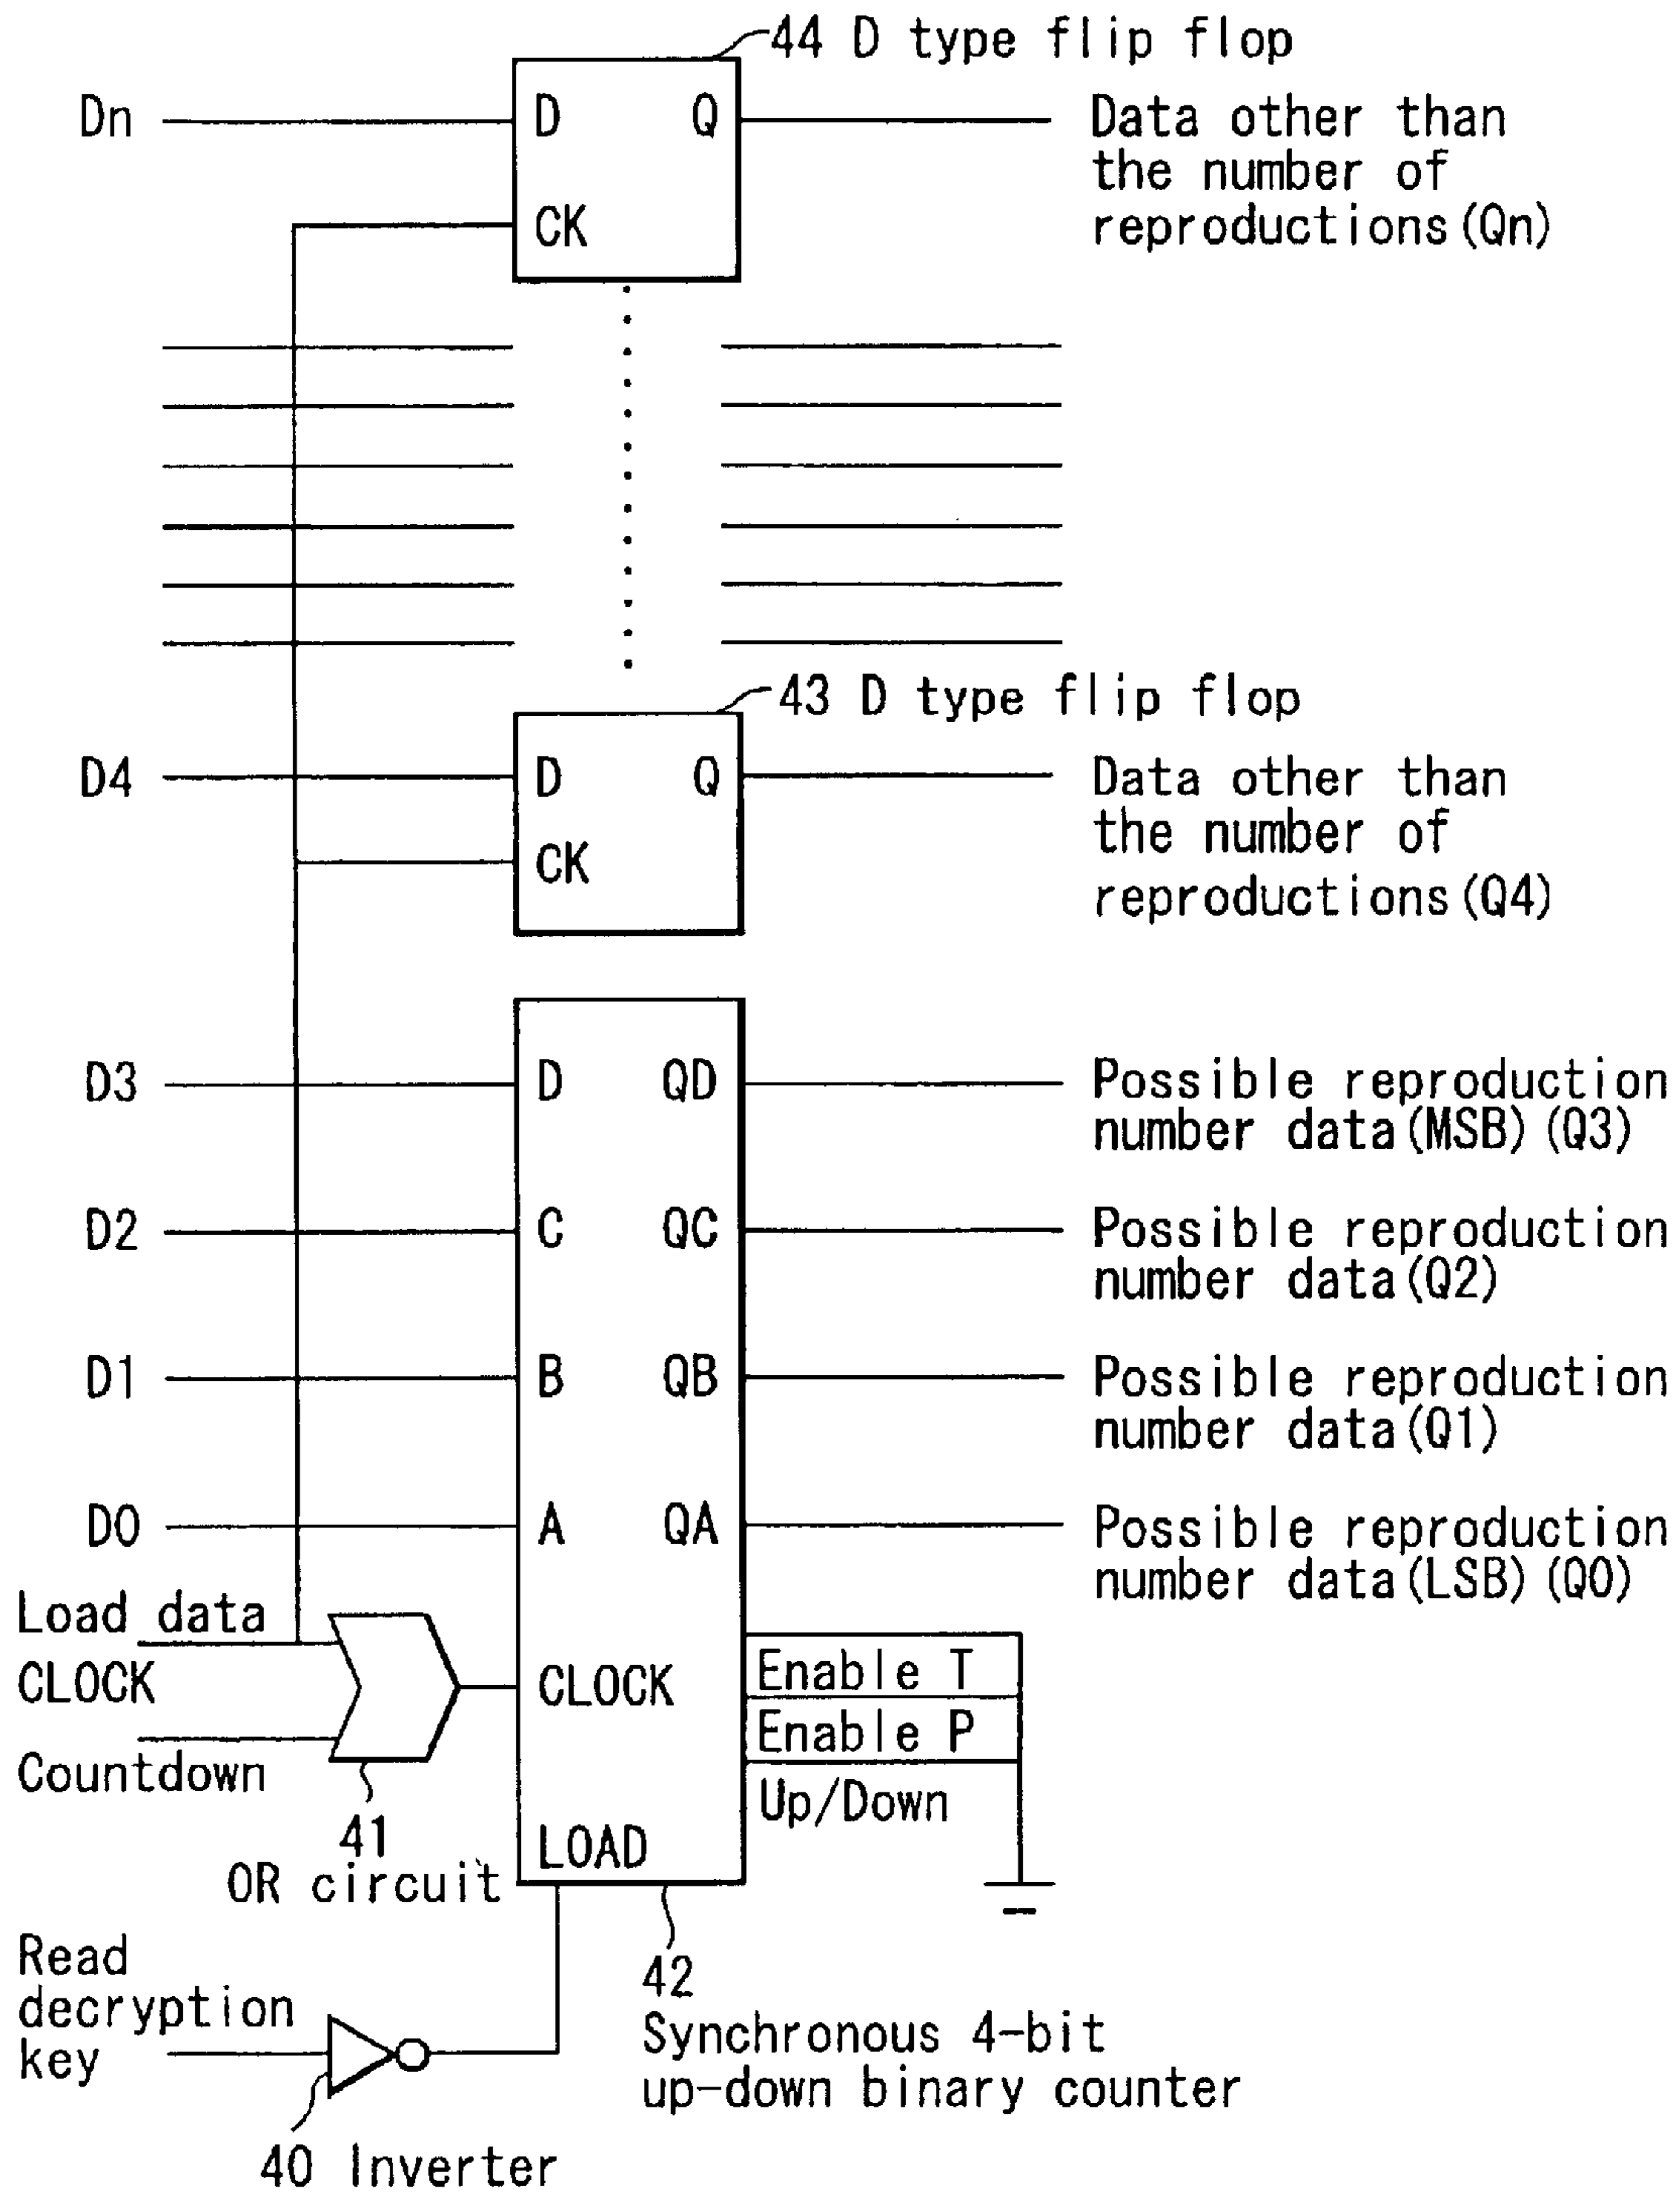 44 D type flip flop
Dn
D
Q
CK
Data other than
the number of
reproductions(Qn)
43 D type flip flop
D4
D
Q
CK
Data other than
the number of
reproductions(Q4)
D3
D
QD
Possible reproduction
number data(MSB)(Q3)
D2
C
QC
Possible reproduction
number data(Q2)
D1
B
QB
Possible reproduction
number data(Q1)
D0
A
QA
Possible reproduction
number data(LSB)(Q0)
Load data
CLOCK
Countdown
CLOCK
Enable T
Enable P
Up/Down
41
OR circuit
LOAD
42
Synchronous 4-bit
up-down binary counter
Read
decryption
key
40 Inverter